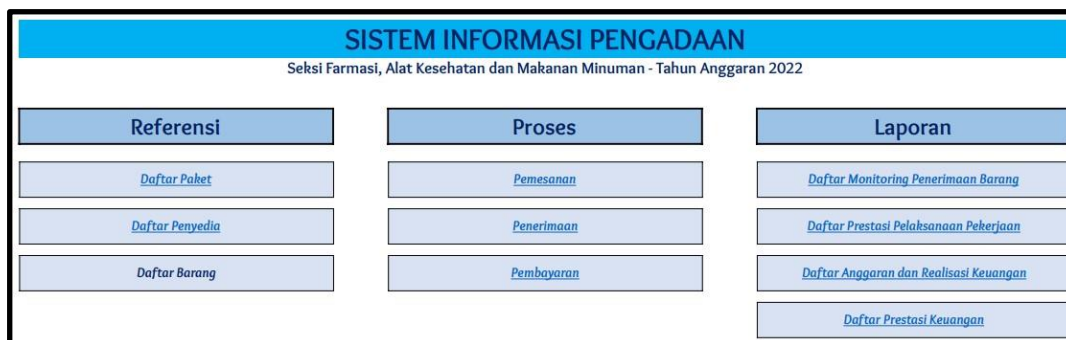 SISTEM INFORMASI PENGADAAN
Seksi Farmasi, Alat Kesehatan dan Makanan Minuman - Tahun Anggaran 2022
Referensi
Daftar Paket
Daftar Penyedia
Daftar Barang
Proses
Pemesanan
Penerimaan
Pembayaran
Laporan
Daftar Monitoring Penerimaan Barang
Daftar Prestasi Pelaksanaan Pekerjaan
Daftar Anggaran dan Realisasi Keuangan
Daftar Prestasi Keuangan